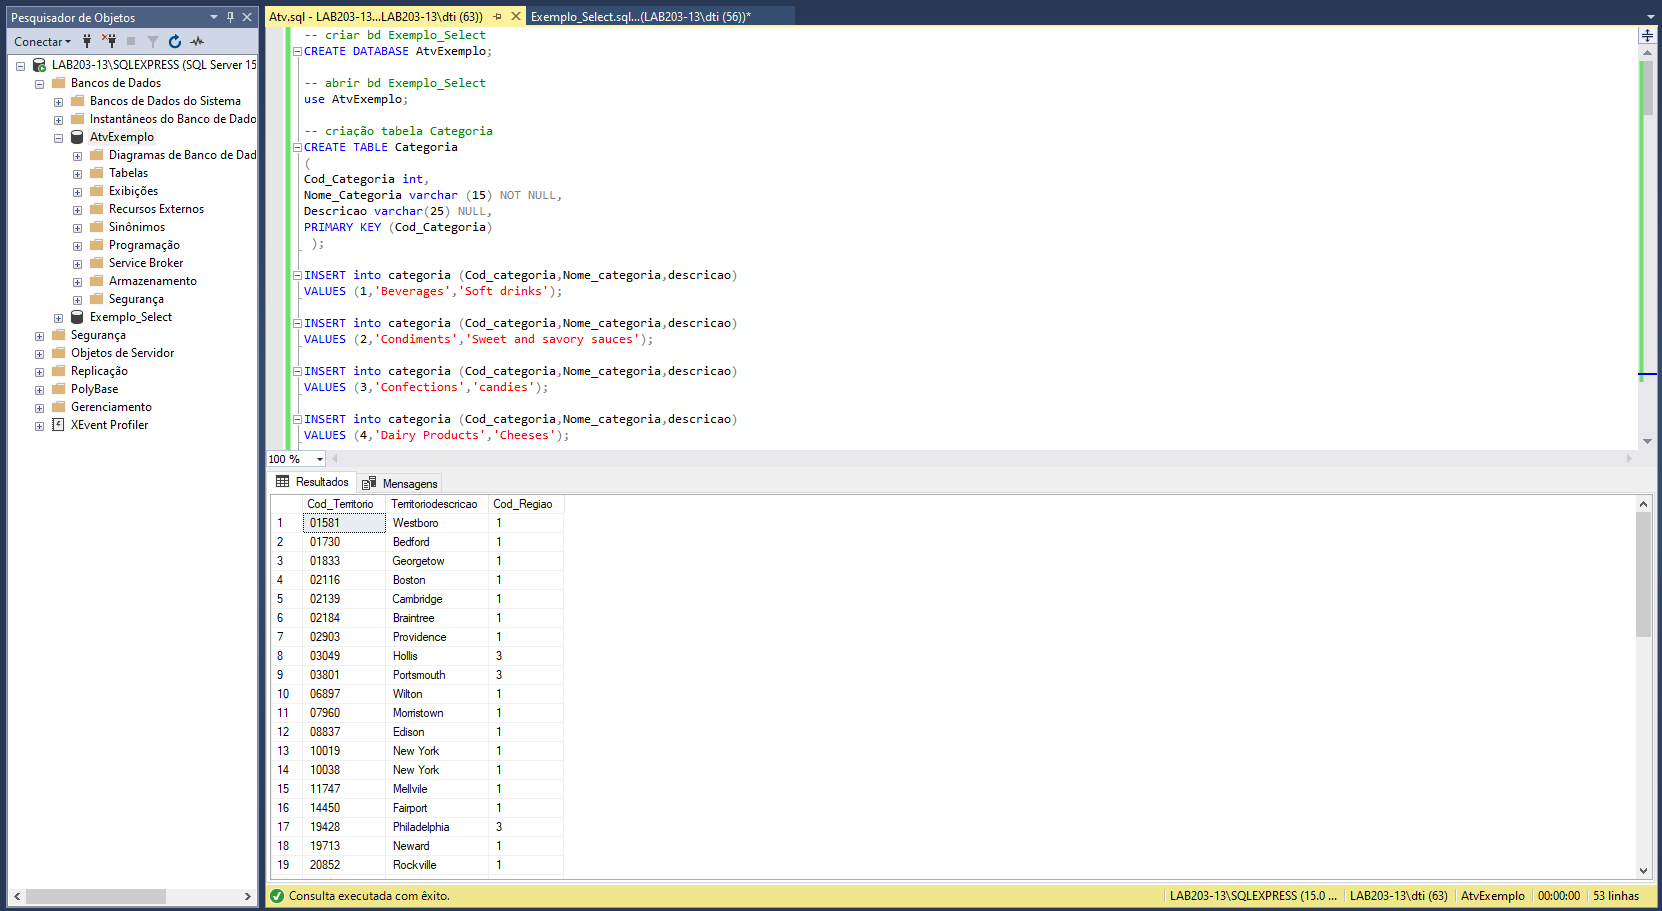 Pesquisador de Objetos
Conectar
LAB203-13\SQLEXPRESS (SQL Server 15
Bancos de Dados
Bancos de Dados do Sistema
Instantâneos do Banco de Dado
AtvExemplo
Diagramas de Banco de Dad
Tabelas
Exibições
Recursos Externos
Sinônimos
Programação
Service Broker
Armazenamento
Segurança
Exemplo_Select
Segurança
Objetos de Servidor
Replicação
PolyBase
Gerenciamento
XEvent Profiler
Atv.sql - LAB203-13...LAB203-13\dti (63))
Exemplo_Select.sql...(LAB203-13\dti (56))*
-- criar bd Exemplo_Select
CREATE DATABASE AtvExemplo;
-- abrir bd Exemplo_Select
use AtvExemplo;
-- criação tabela Categoria
CREATE TABLE Categoria
(
Cod_Categoria int,
Nome_Categoria varchar (15) NOT NULL,
Descricao varchar(25) NULL,
PRIMARY KEY (Cod_Categoria)
);
INSERT into categoria (Cod_categoria,Nome_categoria,descricao)
VALUES (1,'Beverages','Soft drinks');
INSERT into categoria (Cod_categoria,Nome_categoria,descricao)
VALUES (2,'Condiments','Sweet and savory sauces');
INSERT into categoria (Cod_categoria,Nome_categoria,descricao)
VALUES (3,'Confections','candies');
INSERT into categoria (Cod_categoria,Nome_categoria,descricao)
VALUES (4,'Dairy Products','Cheeses');
100 %
Resultados Mensagens
Cod_Territorio Territoriodescricao Cod_Regiao
1 01581 Westboro 1
2 01730 Bedford 1
3 01833 Georgetow 1
4 02116 Boston 1
5 02139 Cambridge 1
6 02184 Braintree 1
7 02903 Providence 1
8 03049 Hollis 3
9 03801 Portsmouth 3
10 06897 Wilton 1
11 07960 Morristown 1
12 08837 Edison 1
13 10019 New York 1
14 10038 New York 1
15 11747 Mellvile 1
16 14450 Fairport 1
17 19428 Philadelphia 3
18 19713 Neward 1
19 20852 Rockville 1
Consulta executada com êxito.
LAB203-13\SQLEXPRESS (15.0 ... LAB203-13\dti (63) AtvExemplo 00:00:00 53 linhas